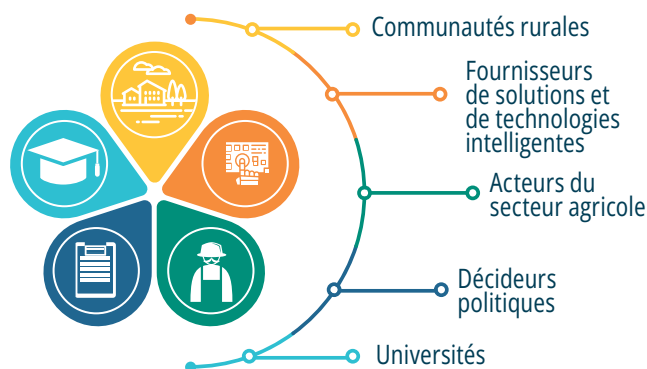 Communautés rurales
Fournisseurs
de solutions et
de technologies
intelligentes
Acteurs du
secteur agricole
Décideurs
politiques
Universités